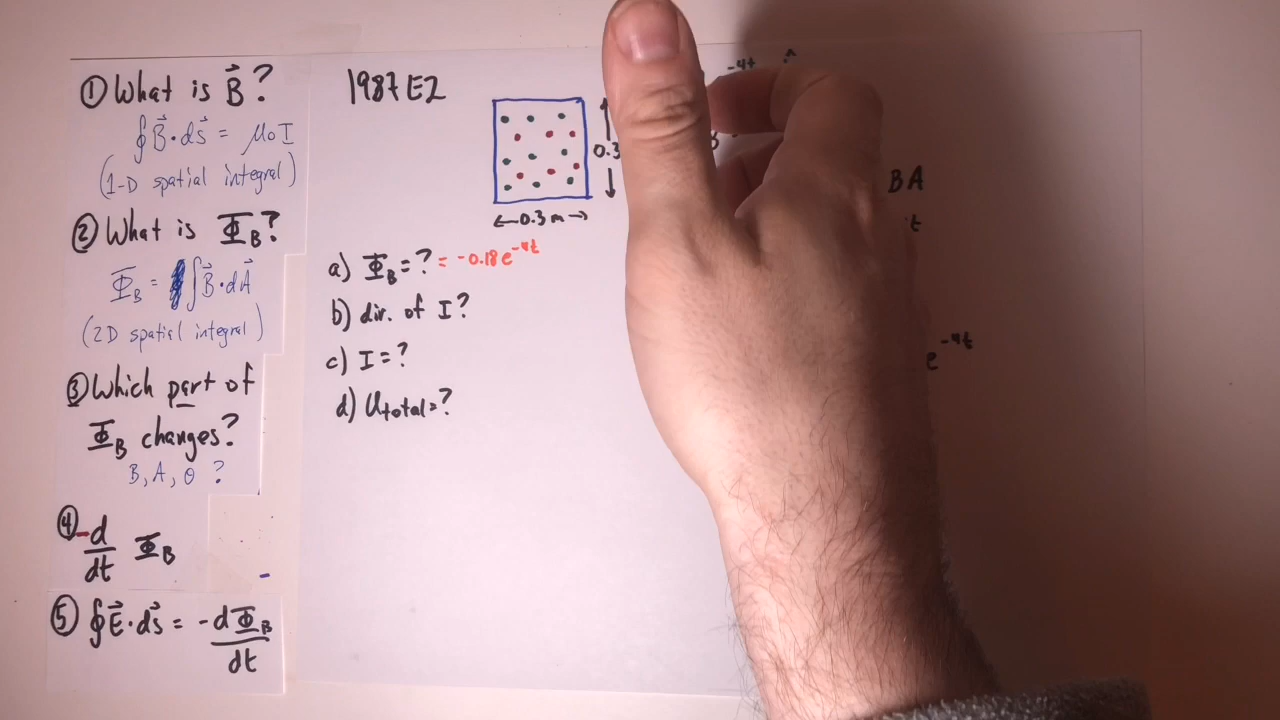 ① What is B⃗?
∮B⃗·ds⃗ = μ₀I
(1-D spatial integral)
② What is Φ_B?
Φ_B = ∫B⃗·dA⃗
(2D spatial integral)
③ Which part of
Φ_B changes?
B, A, θ ?
④ -d/dt Φ_B
⑤ ∮E⃗·ds⃗ = -dΦ_B/dt
1987 E2
0.3
←0.3 m→
a) Φ_B = ? = -0.18e^-4t
b) dir. of I?
c) I = ?
d) U_total = ?
-4t
BA
e^-4t